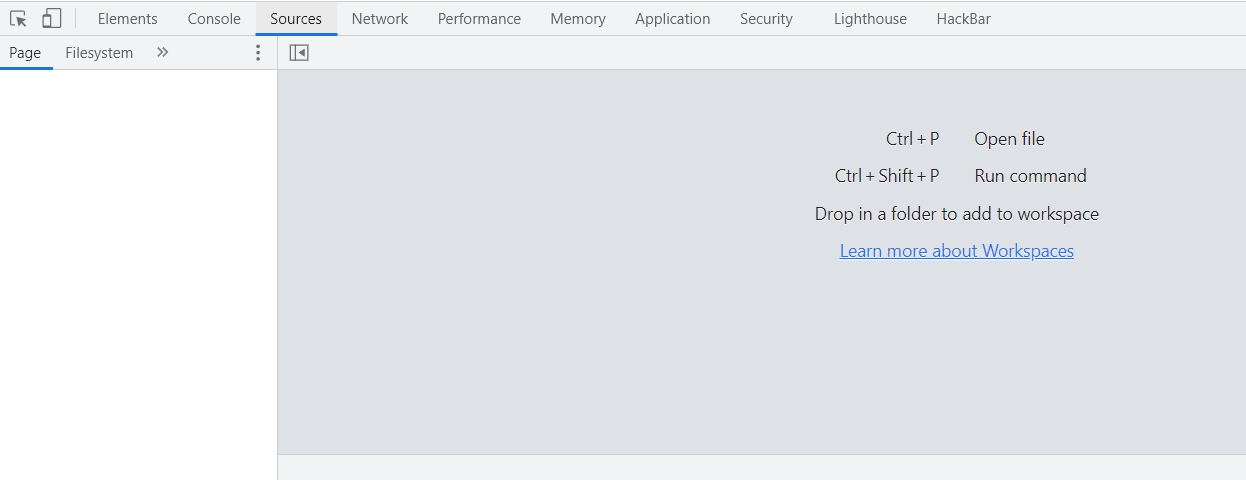 Elements Console Sources Network Performance Memory Application Security Lighthouse HackBar
Page Filesystem
Ctrl + P Open file
Ctrl + Shift + P Run command
Drop in a folder to add to workspace
Learn more about Workspaces